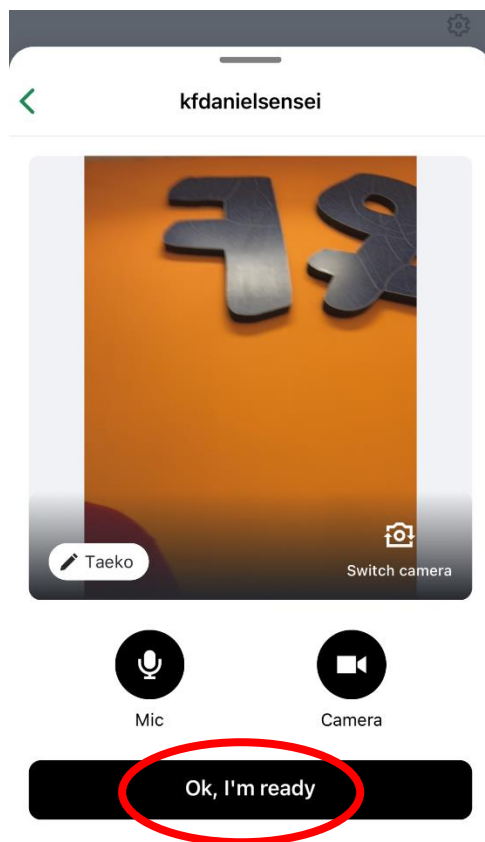 kfdanielsensei
Taeko
Switch camera
Mic
Camera
Ok, I'm ready